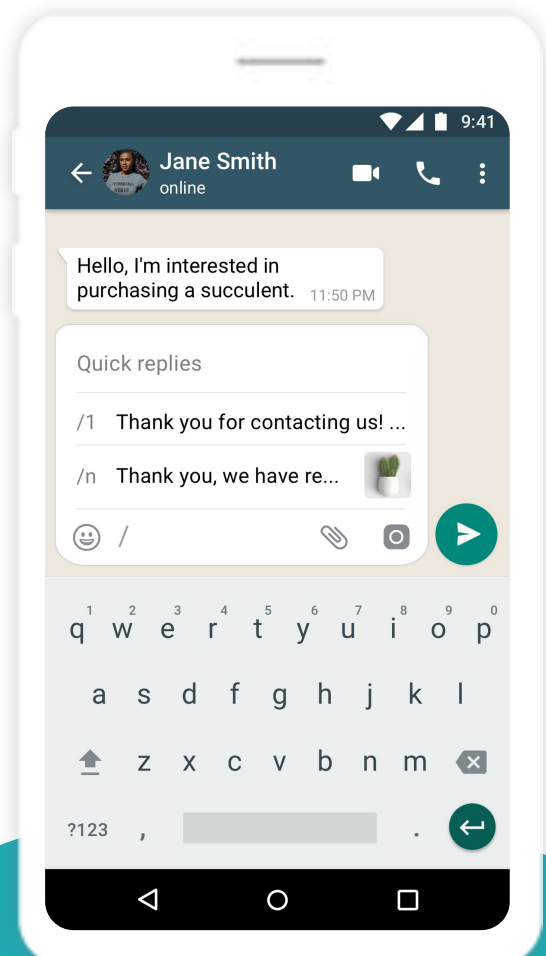 9:41
Jane Smith
online
Hello, I'm interested in
purchasing a succulent. 11:50 PM
Quick replies
/1 Thank you for contacting us! ...
/n Thank you, we have re...
/
1 2 3 4 5 6 7 8 9 0
q w e r t y u i o p
a s d f g h j k l
z x c v b n m
?123 , .